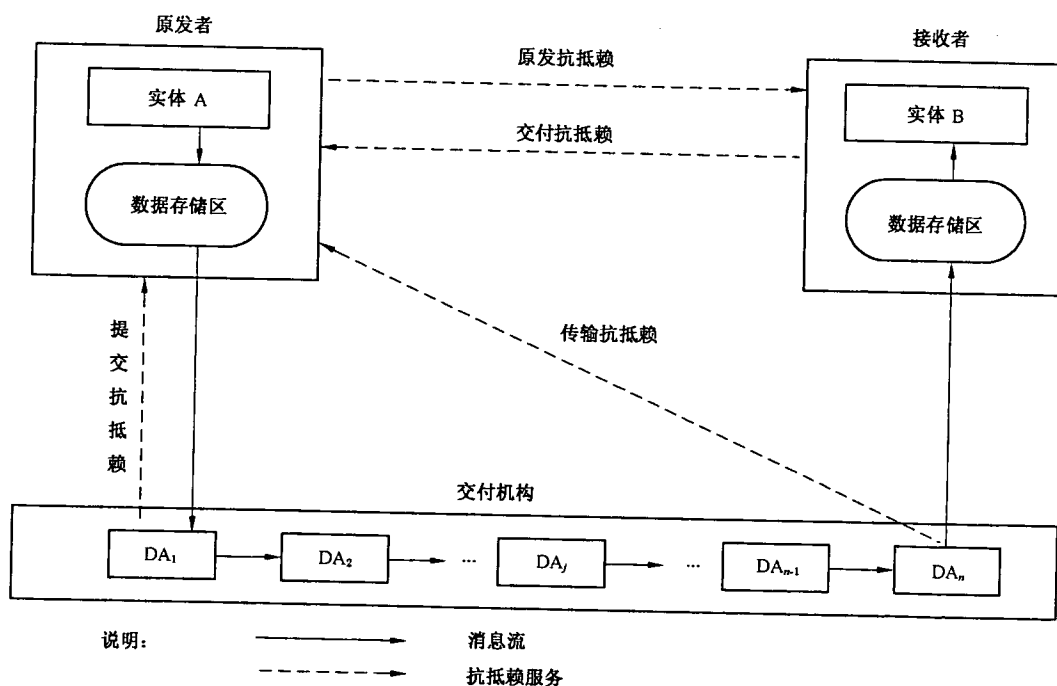 原发者
接收者
原发抗抵赖
实体 A
实体 B
交付抗抵赖
数据存储区
数据存储区
提交抗抵赖
传输抗抵赖
交付机构
DA₁
DA₂
…
DAⱼ
…
DAₙ₋₁
DAₙ
说明：
消息流
抗抵赖服务